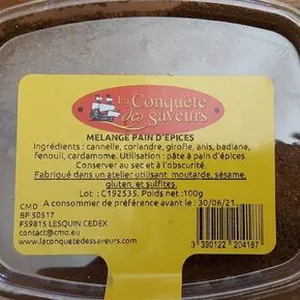 La Conquête
des Saveurs
MELANGE PAIN D'EPICES
Ingrédients : cannelle, coriandre, girofle, anis, badiane,
fenouil, cardamome. Utilisation : pâte à pain d'épices
Conserver au sec et à l'obscurité.
Fabriqué dans un atelier utilisant, moutarde, sésame,
gluten, et sulfites.
Lot : C192535. Poids net : 100g
A consommer de préférence avant le : 30/06/21.
CMD
BP 50517
F59815 LESQUIN CEDEX
contact@cmd.eu
www.laconquetedessaveurs.com
3 390122 204187